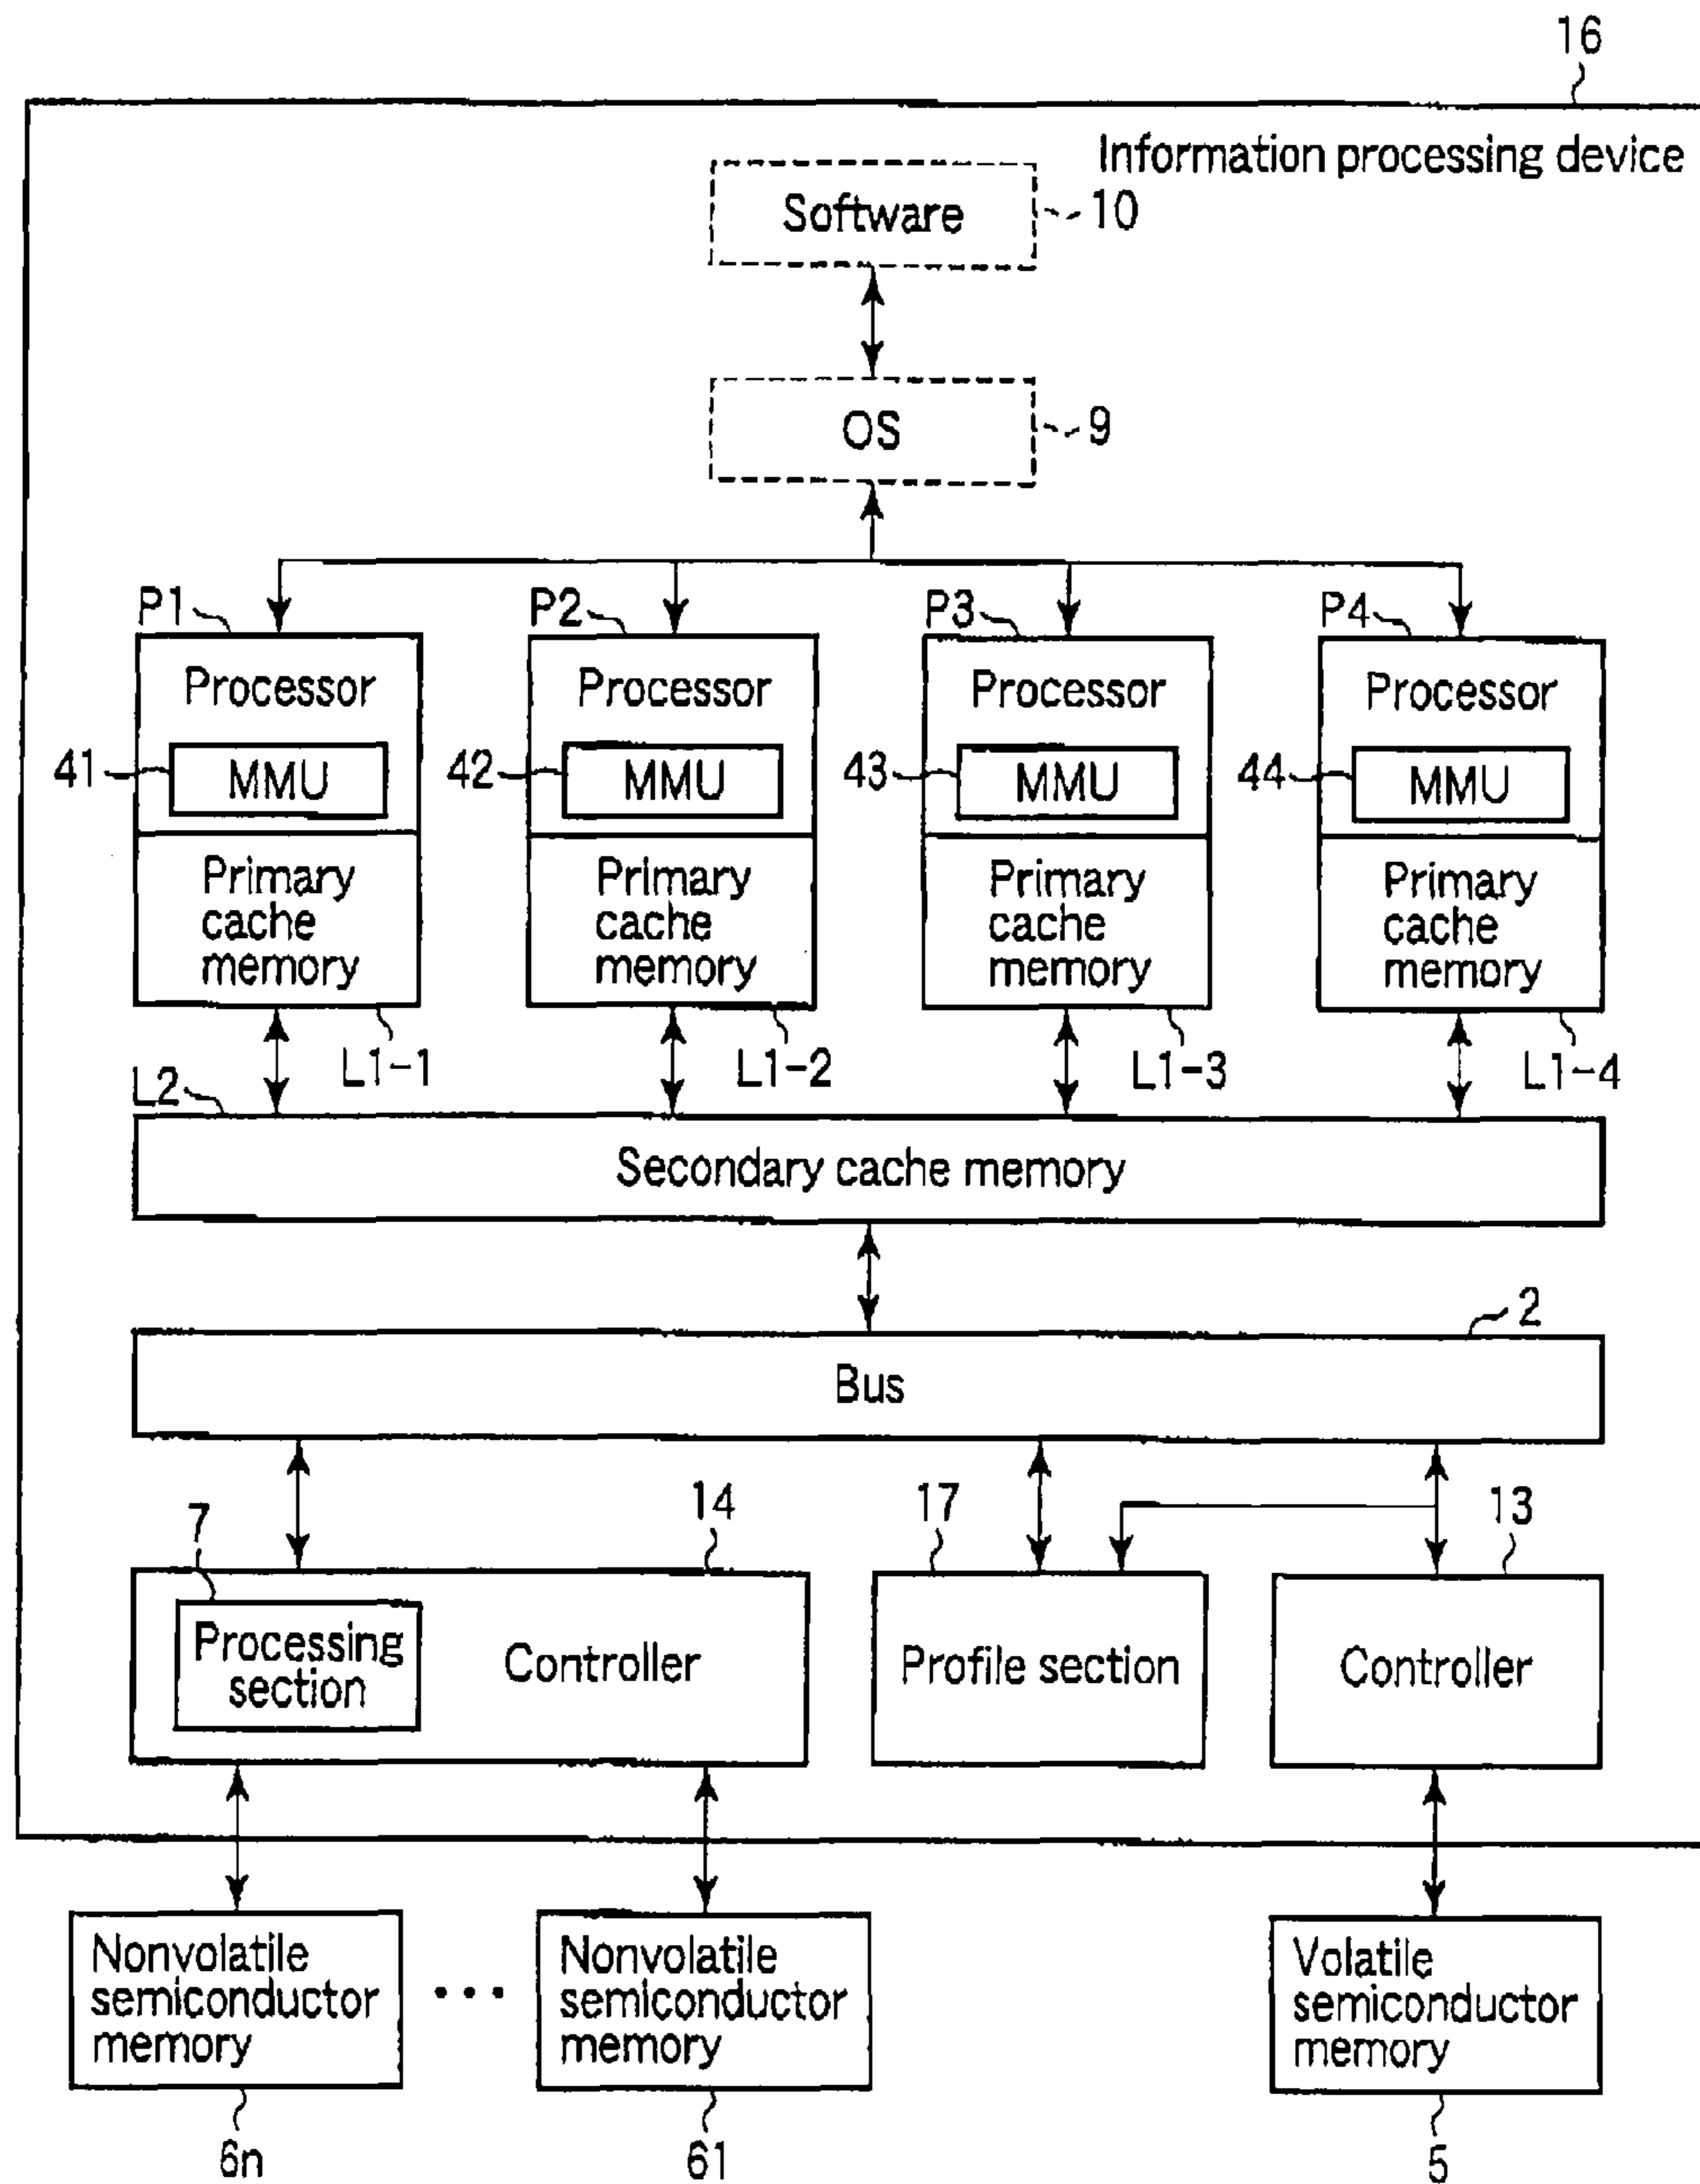 16
Information processing device
Software
10
OS
9
P1
P2
P3
P4
Processor
Processor
Processor
Processor
41
MMU
42
MMU
43
MMU
44
MMU
Primary
cache
memory
Primary
cache
memory
Primary
cache
memory
Primary
cache
memory
L1-1
L1-2
L1-3
L1-4
L2
Secondary cache memory
2
Bus
7
14
17
13
Processing
section
Controller
Profile section
Controller
Nonvolatile
semiconductor
memory
...
Nonvolatile
semiconductor
memory
Volatile
semiconductor
memory
6n
61
5